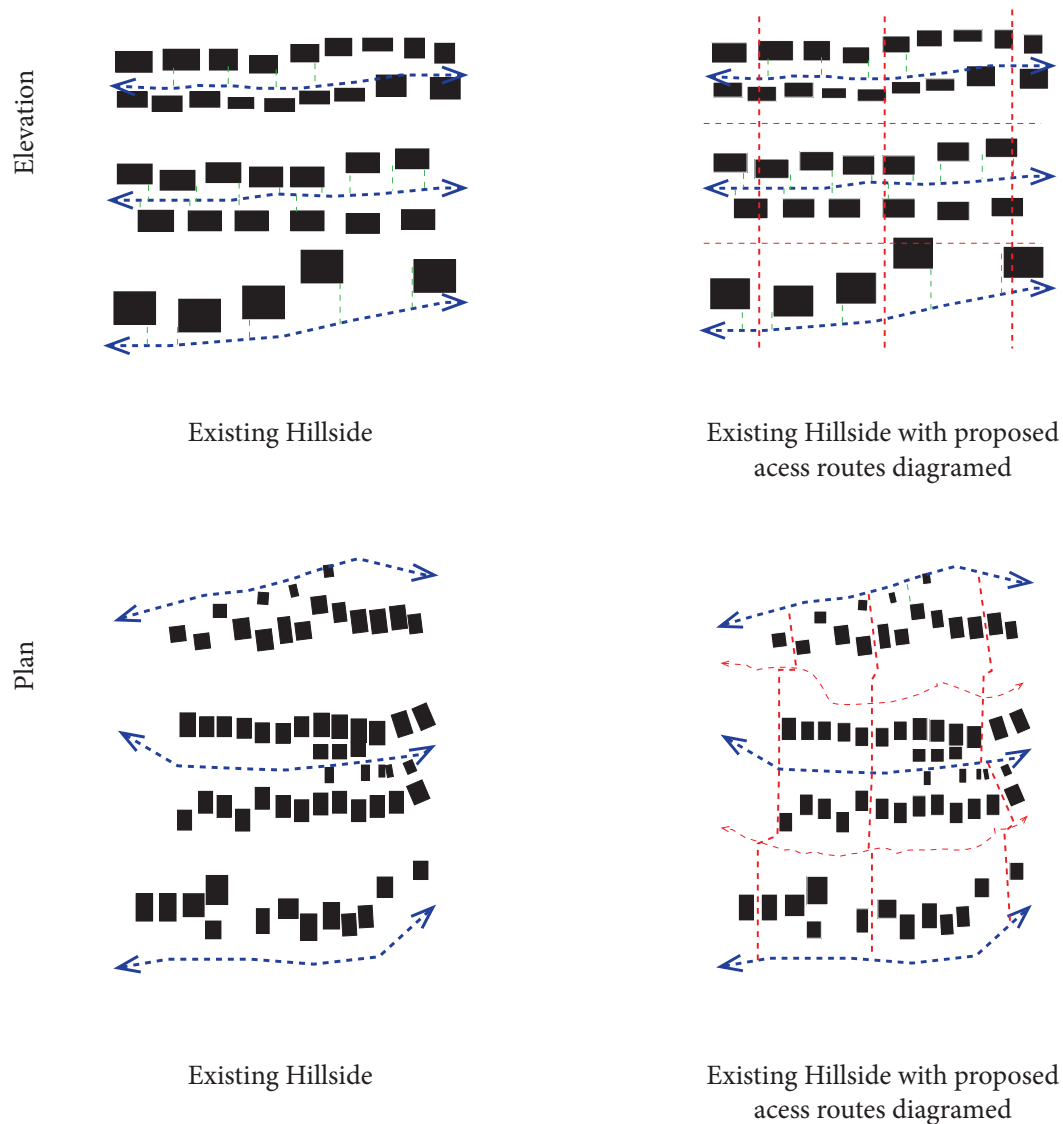 Elevation
Existing Hillside
Existing Hillside with proposed
acess routes diagramed
Plan
Existing Hillside
Existing Hillside with proposed
acess routes diagramed